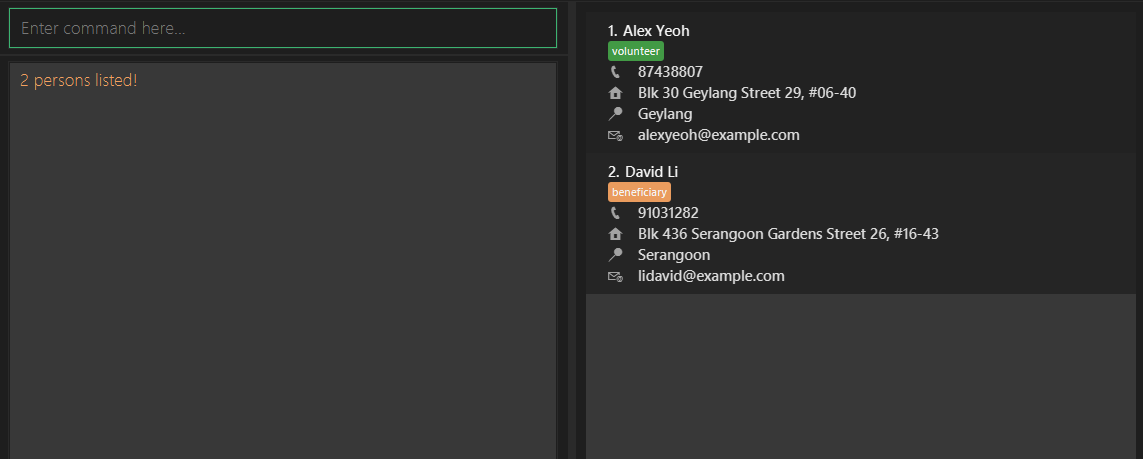 Enter command here...
2 persons listed!
1. Alex Yeoh
volunteer
87438807
Blk 30 Geylang Street 29, #06-40
Geylang
alexyeoh@example.com
2. David Li
beneficiary
91031282
Blk 436 Serangoon Gardens Street 26, #16-43
Serangoon
lidavid@example.com